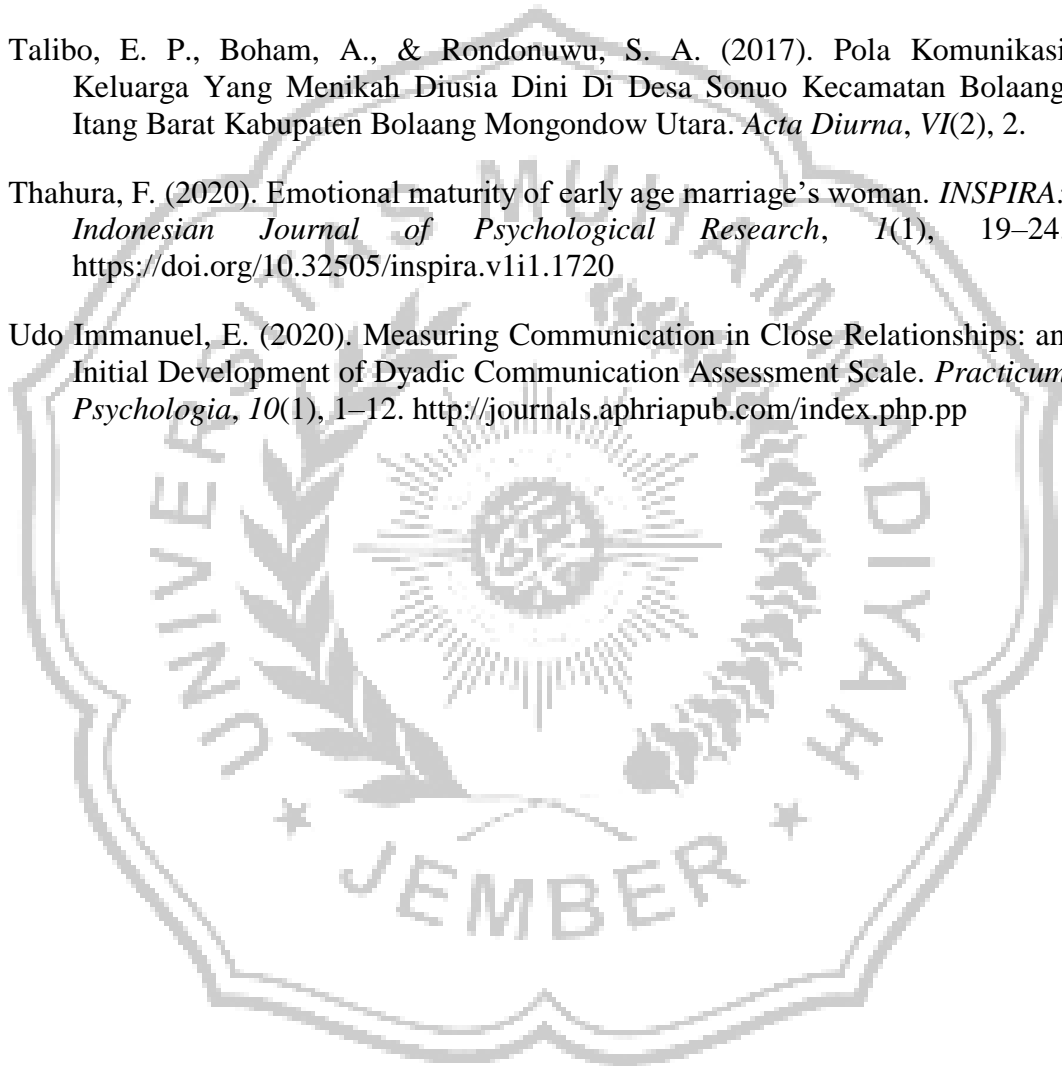 Talibo, E. P., Boham, A., & Rondonuwu, S. A. (2017). Pola Komunikasi
Keluarga Yang Menikah Diusia Dini Di Desa Sonuo Kecamatan Bolaang
Itang Barat Kabupaten Bolaang Mongondow Utara. Acta Diurna, VI(2), 2.
Thahura, F. (2020). Emotional maturity of early age marriage’s woman. INSPIRA:
Indonesian Journal of Psychological Research, 1(1), 19–24.
https://doi.org/10.32505/inspira.v1i1.1720
Udo Immanuel, E. (2020). Measuring Communication in Close Relationships: an
Initial Development of Dyadic Communication Assessment Scale. Practicum
Psychologia, 10(1), 1–12. http://journals.aphriapub.com/index.php.pp
UNIVERSITAS MUHAMMADIYAH
JEMBER